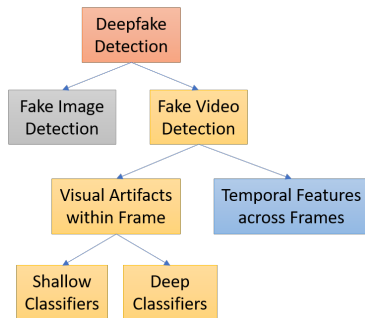 Deepfake
Detection
Fake Image
Detection
Fake Video
Detection
Visual Artifacts
within Frame
Temporal Features
across Frames
Shallow
Classifiers
Deep
Classifiers